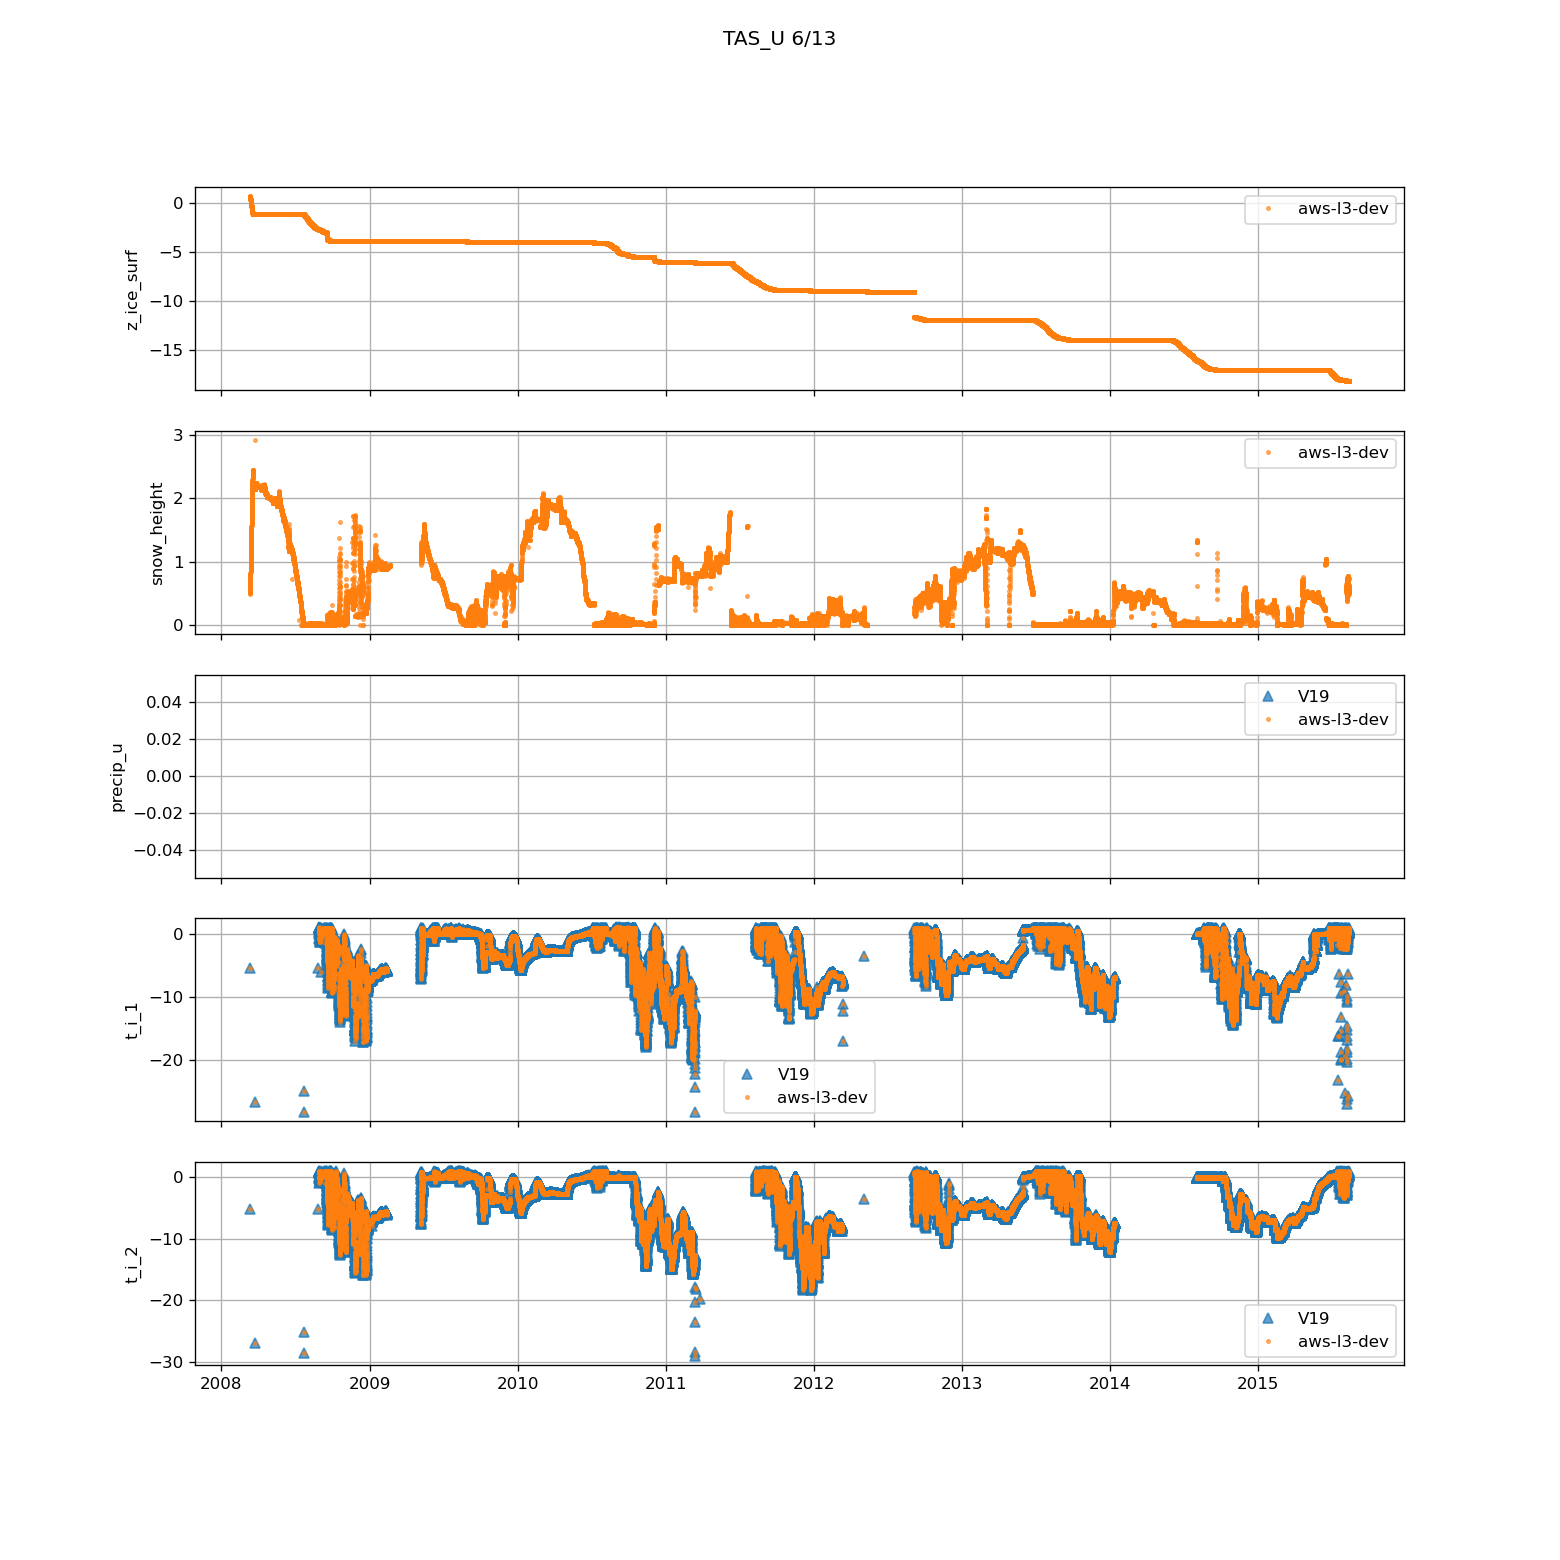 TAS_U 6/13
0
−5
−10
−15
z_ice_surf
aws-l3-dev
3
2
1
0
snow_height
aws-l3-dev
0.04
0.02
0.00
−0.02
−0.04
precip_u
V19
aws-l3-dev
0
−10
−20
t_i_1
V19
aws-l3-dev
0
−10
−20
−30
t_i_2
V19
aws-l3-dev
2008 2009 2010 2011 2012 2013 2014 2015